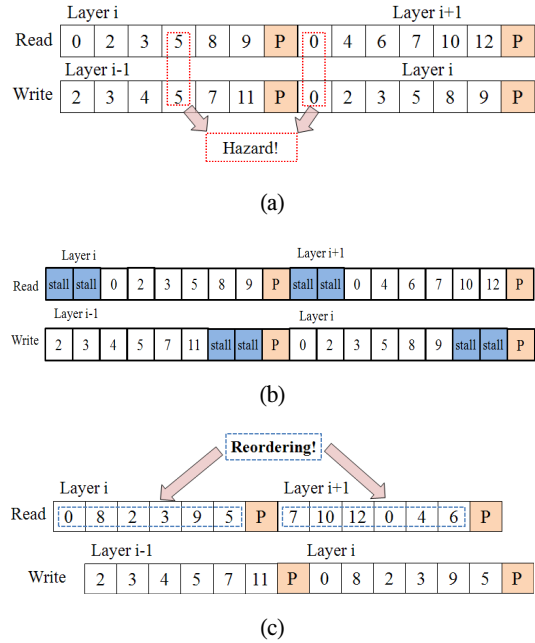 Layer i Layer i+1
Read 0 2 3 5 8 9 P 0 4 6 7 10 12 P
Layer i-1 Layer i
Write 2 3 4 5 7 11 P 0 2 3 5 8 9 P
Hazard!
(a)
Layer i Layer i+1
Read stall stall 0 2 3 5 8 9 P stall stall 0 4 6 7 10 12 P
Layer i-1 Layer i
Write 2 3 4 5 7 11 stall stall P 0 2 3 5 8 9 stall stall P
(b)
Reordering!
Layer i Layer i+1
Read 0 8 2 3 9 5 P 7 10 12 0 4 6 P
Layer i-1 Layer i
Write 2 3 4 5 7 11 P 0 8 2 3 9 5 P
(c)